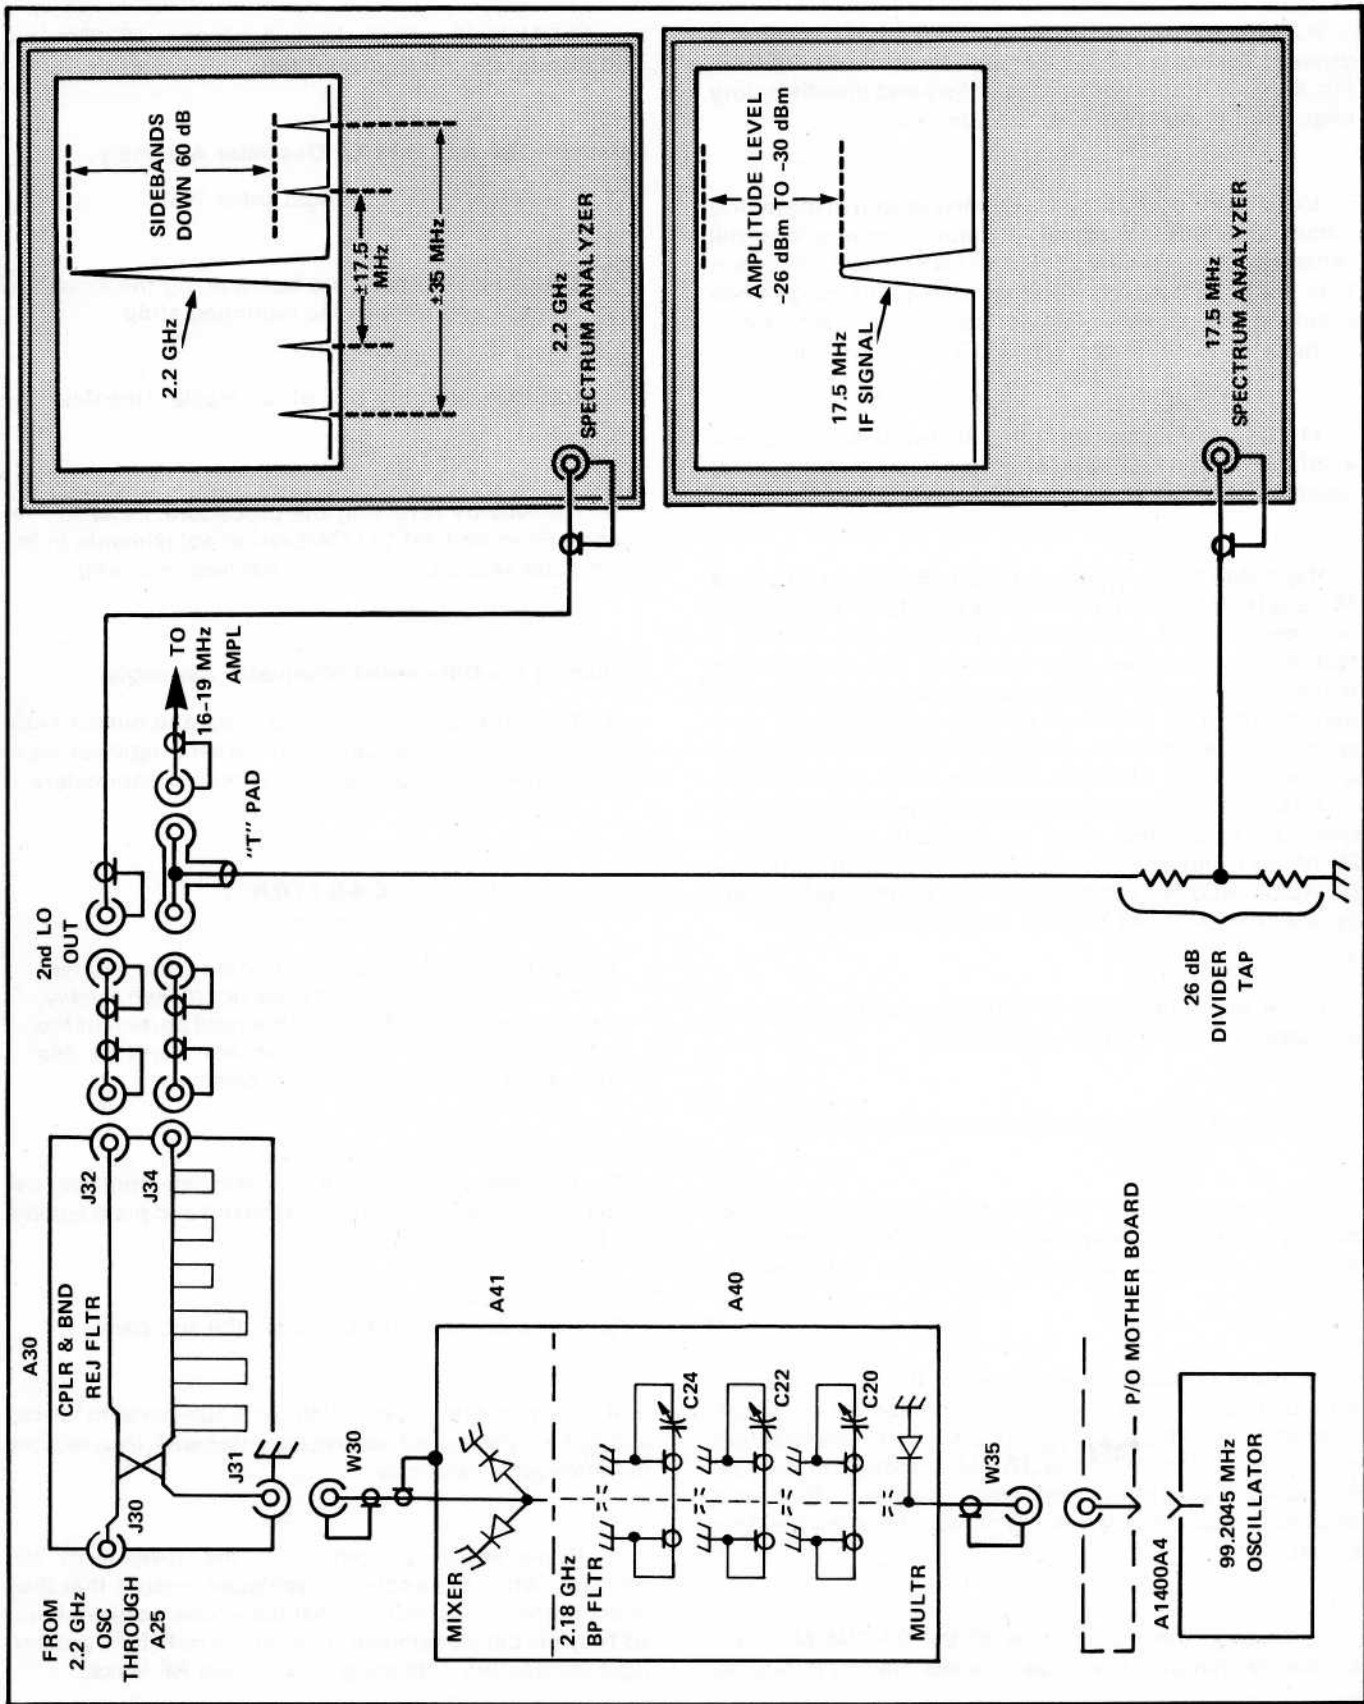 A30
CPLR & BND
REJ FLTR
FROM
2.2 GHz
OSC
THROUGH
A25
J30
J31
J32
J34
2nd LO
OUT
"T" PAD
TO
16–19 MHz
AMPL
2.2 GHz
SIDEBANDS
DOWN 60 dB
±17.5
MHz
±35 MHz
2.2 GHz
SPECTRUM ANALYZER
W30
A41
MIXER
2.18 GHz
BP FLTR
A40
C24
C22
C20
MULTR
W35
P/O MOTHER BOARD
A1400A4
99.2045 MHz
OSCILLATOR
26 dB
DIVIDER
TAP
AMPLITUDE LEVEL
-26 dBm TO -30 dBm
17.5 MHz
IF SIGNAL
17.5 MHz
SPECTRUM ANALYZER